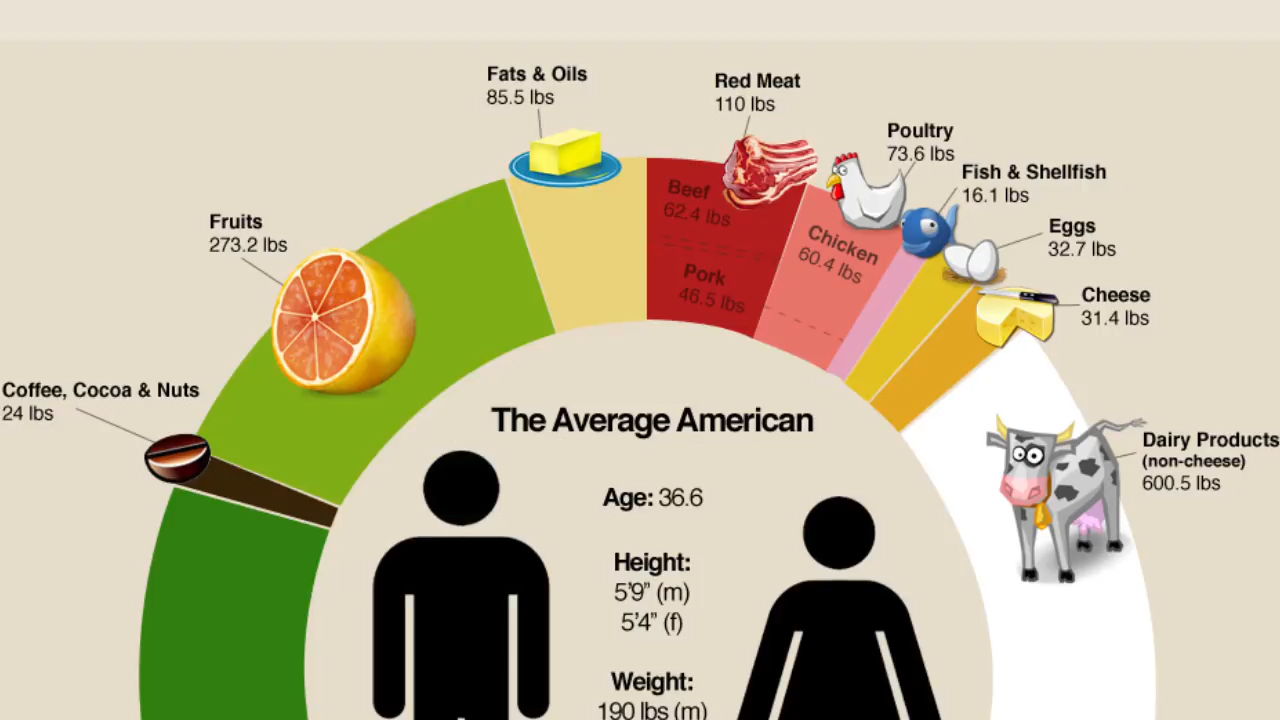 Fats & Oils
85.5 lbs
Red Meat
110 lbs
Poultry
73.6 lbs
Fish & Shellfish
16.1 lbs
Eggs
32.7 lbs
Cheese
31.4 lbs
Beef
62.4 lbs
Pork
46.5 lbs
Chicken
60.4 lbs
Fruits
273.2 lbs
Coffee, Cocoa & Nuts
24 lbs
Dairy Products
(non-cheese)
600.5 lbs
The Average American
Age: 36.6
Height:
5’9” (m)
5’4” (f)
Weight:
190 lbs (m)